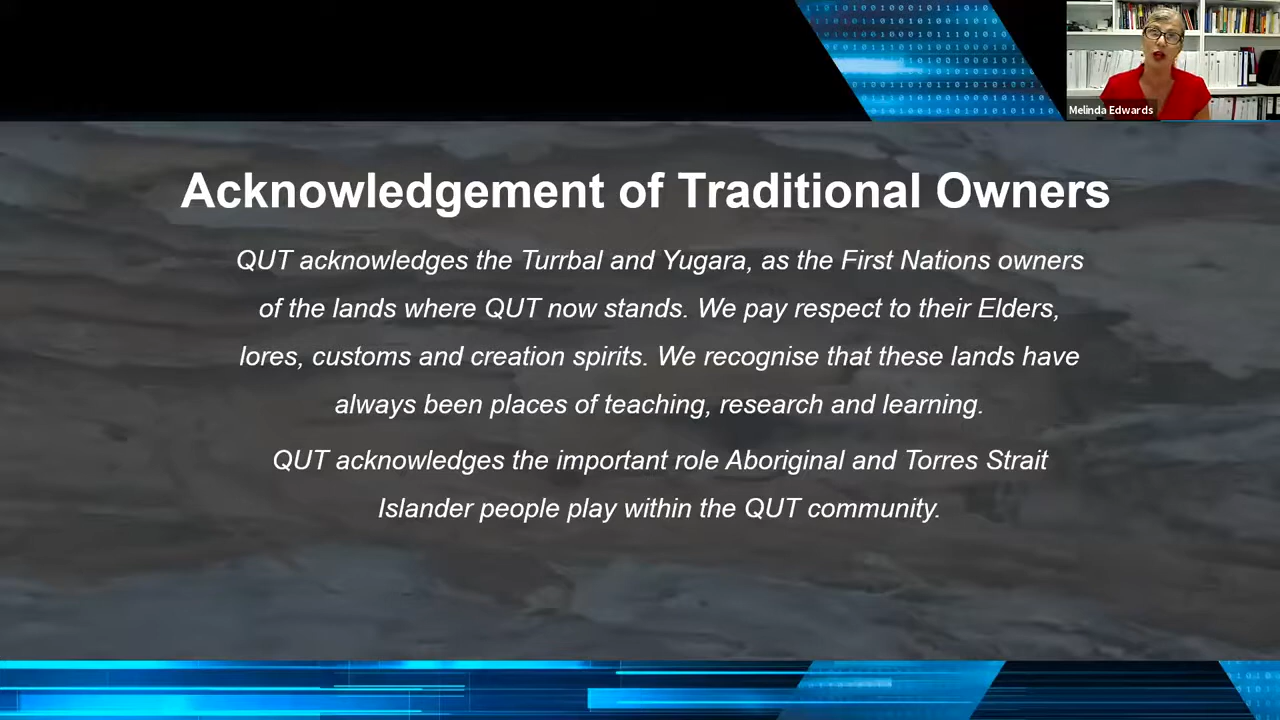 Melinda Edwards
Acknowledgement of Traditional Owners
QUT acknowledges the Turrbal and Yugara, as the First Nations owners
of the lands where QUT now stands. We pay respect to their Elders,
lores, customs and creation spirits. We recognise that these lands have
always been places of teaching, research and learning.
QUT acknowledges the important role Aboriginal and Torres Strait
Islander people play within the QUT community.